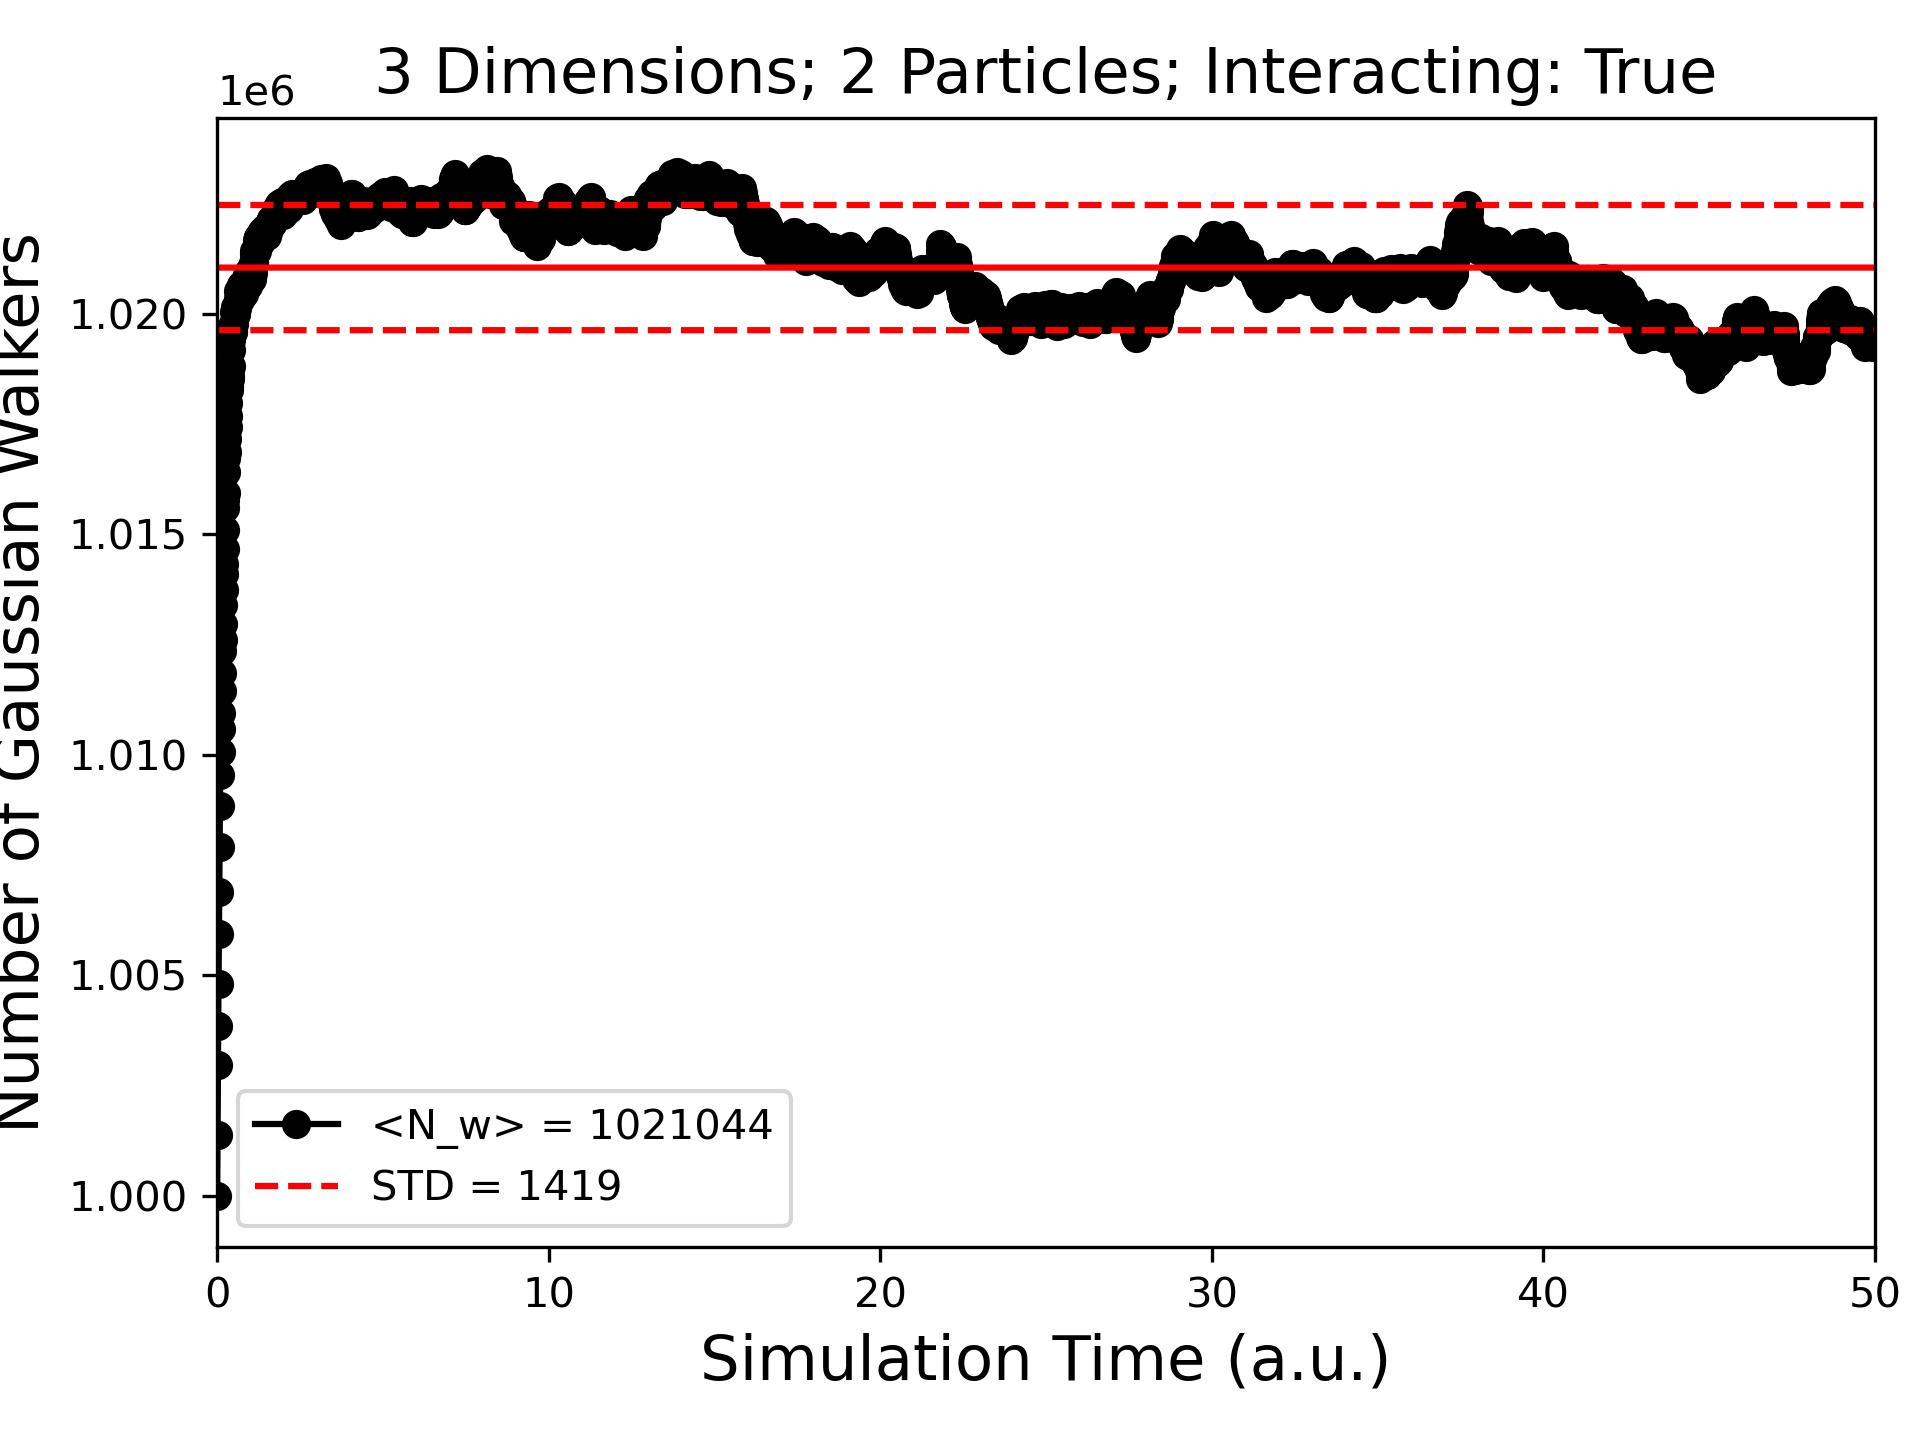 3 Dimensions; 2 Particles; Interacting: True
1e6
Number of Gaussian Walkers
1.020
1.015
1.010
1.005
1.000
<N_w> = 1021044
STD = 1419
0 10 20 30 40 50
Simulation Time (a.u.)